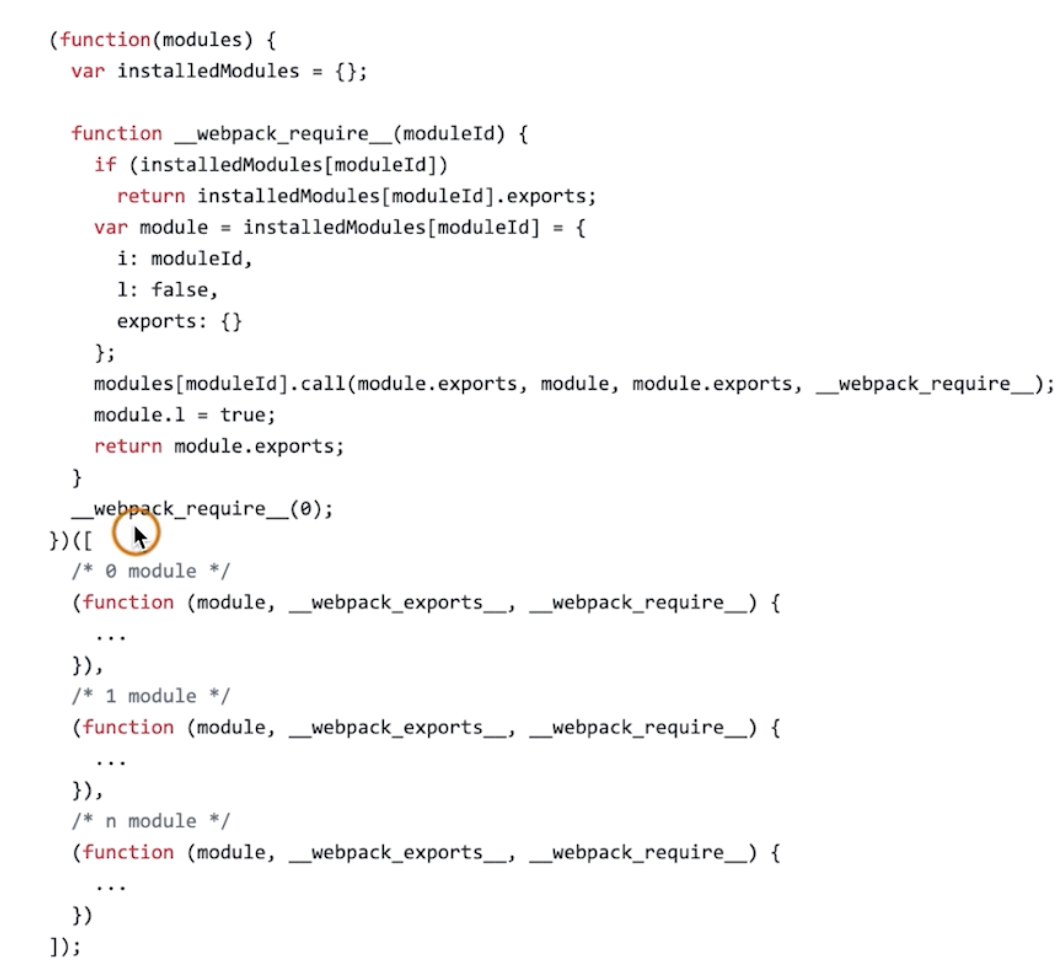 (function(modules) {
  var installedModules = {};

  function __webpack_require__(moduleId) {
    if (installedModules[moduleId])
      return installedModules[moduleId].exports;
    var module = installedModules[moduleId] = {
      i: moduleId,
      l: false,
      exports: {}
    };
    modules[moduleId].call(module.exports, module, module.exports, __webpack_require__);
    module.l = true;
    return module.exports;
  }
  __webpack_require__(0);
})([
  /* 0 module */
  (function (module, __webpack_exports__, __webpack_require__) {
    ...
  }),
  /* 1 module */
  (function (module, __webpack_exports__, __webpack_require__) {
    ...
  }),
  /* n module */
  (function (module, __webpack_exports__, __webpack_require__) {
    ...
  })
]);